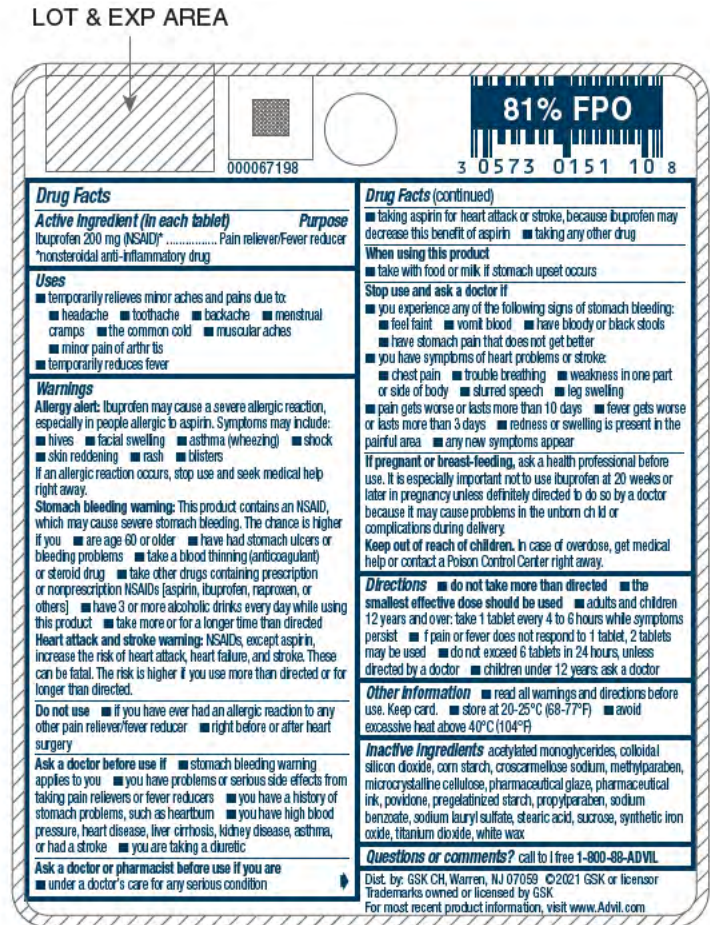 LOT & EXP AREA
81% FPO
000067198
3 0573 0151 10 8
Drug Facts
Active Ingredient (in each tablet) Purpose
Ibuprofen 200 mg (NSAID)* ................ Pain reliever/Fever reducer
*nonsteroidal anti-inflammatory drug
Uses
■ temporarily relieves minor aches and pains due to:
■ headache ■ toothache ■ backache ■ menstrual
cramps ■ the common cold ■ muscular aches
■ minor pain of arthr tis
■ temporarily reduces fever
Warnings
Allergy alert: Ibuprofen may cause a severe allergic reaction,
especially in people allergic to aspirin. Symptoms may include:
■ hives ■ facial swelling ■ asthma (wheezing) ■ shock
■ skin reddening ■ rash ■ blisters
If an allergic reaction occurs, stop use and seek medical help
right away.
Stomach bleeding warning: This product contains an NSAID,
which may cause severe stomach bleeding. The chance is higher
if you ■ are age 60 or older ■ have had stomach ulcers or
bleeding problems ■ take a blood thinning (anticoagulant)
or steroid drug ■ take other drugs containing prescription
or nonprescription NSAIDs [aspirin, ibuprofen, naproxen, or
others] ■ have 3 or more alcoholic drinks every day while using
this product ■ take more or for a longer time than directed
Heart attack and stroke warning: NSAIDs, except aspirin,
increase the risk of heart attack, heart failure, and stroke. These
can be fatal. The risk is higher if you use more than directed or for
longer than directed.
Do not use ■ if you have ever had an allergic reaction to any
other pain reliever/fever reducer ■ right before or after heart
surgery
Ask a doctor before use if ■ stomach bleeding warning
applies to you ■ you have problems or serious side effects from
taking pain relievers or fever reducers ■ you have a history of
stomach problems, such as heartburn ■ you have high blood
pressure, heart disease, liver cirrhosis, kidney disease, asthma,
or had a stroke ■ you are taking a diuretic
Ask a doctor or pharmacist before use if you are
■ under a doctor's care for any serious condition
Drug Facts (continued)
■ taking aspirin for heart attack or stroke, because ibuprofen may
decrease this benefit of aspirin ■ taking any other drug
When using this product
■ take with food or milk if stomach upset occurs
Stop use and ask a doctor if
■ you experience any of the following signs of stomach bleeding:
■ feel faint ■ vomit blood ■ have bloody or black stools
■ have stomach pain that does not get better
■ you have symptoms of heart problems or stroke:
■ chest pain ■ trouble breathing ■ weakness in one part
or side of body ■ slurred speech ■ leg swelling
■ pain gets worse or lasts more than 10 days ■ fever gets worse
or lasts more than 3 days ■ redness or swelling is present in the
painful area ■ any new symptoms appear
If pregnant or breast-feeding, ask a health professional before
use. It is especially important not to use ibuprofen at 20 weeks or
later in pregnancy unless definitely directed to do so by a doctor
because it may cause problems in the unborn ch ld or
complications during delivery.
Keep out of reach of children. In case of overdose, get medical
help or contact a Poison Control Center right away.
Directions ■ do not take more than directed ■ the
smallest effective dose should be used ■ adults and children
12 years and over: take 1 tablet every 4 to 6 hours while symptoms
persist ■ f pain or fever does not respond to 1 tablet, 2 tablets
may be used ■ do not exceed 6 tablets in 24 hours, unless
directed by a doctor ■ children under 12 years: ask a doctor
Other Information ■ read all warnings and directions before
use. Keep card. ■ store at 20-25°C (68-77°F) ■ avoid
excessive heat above 40°C (104°F)
Inactive Ingredients acetylated monoglycerides, colloidal
silicon dioxide, corn starch, croscarmellose sodium, methylparaben,
microcrystalline cellulose, pharmaceutical glaze, pharmaceutical
ink, povidone, pregelatinized starch, propylparaben, sodium
benzoate, sodium lauryl sulfate, stearic acid, sucrose, synthetic iron
oxide, titanium dioxide, white wax
Questions or comments? call to l free 1-800-88-ADVIL
Dist. by: GSK CH, Warren, NJ 07059 ©2021 GSK or licensor
Trademarks owned or licensed by GSK
For most recent product information, visit www.Advil.com